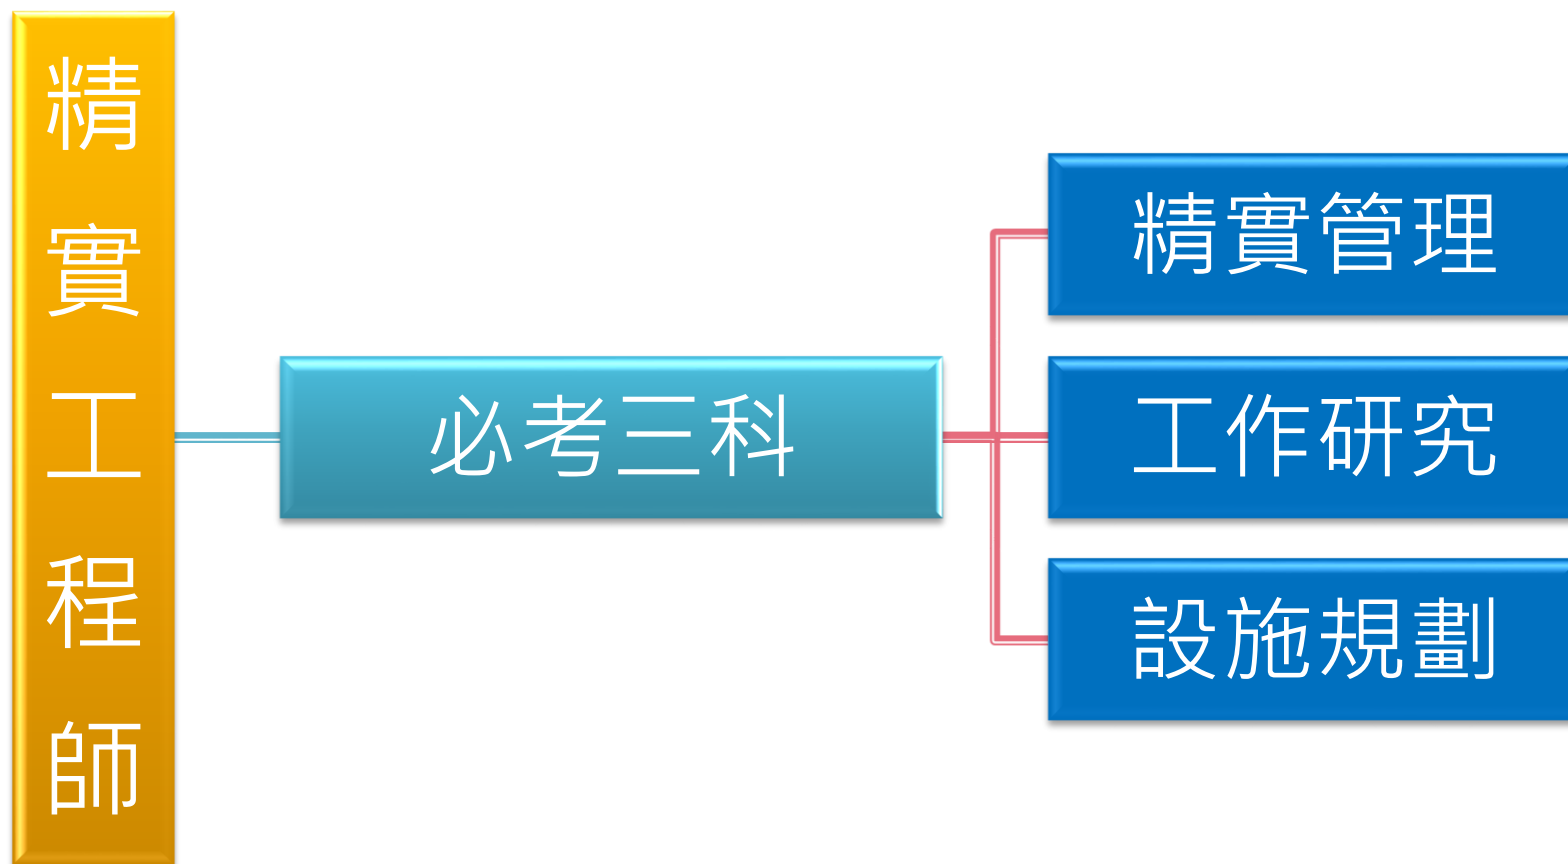 精實工程師
必考三科
精實管理
工作研究
設施規劃